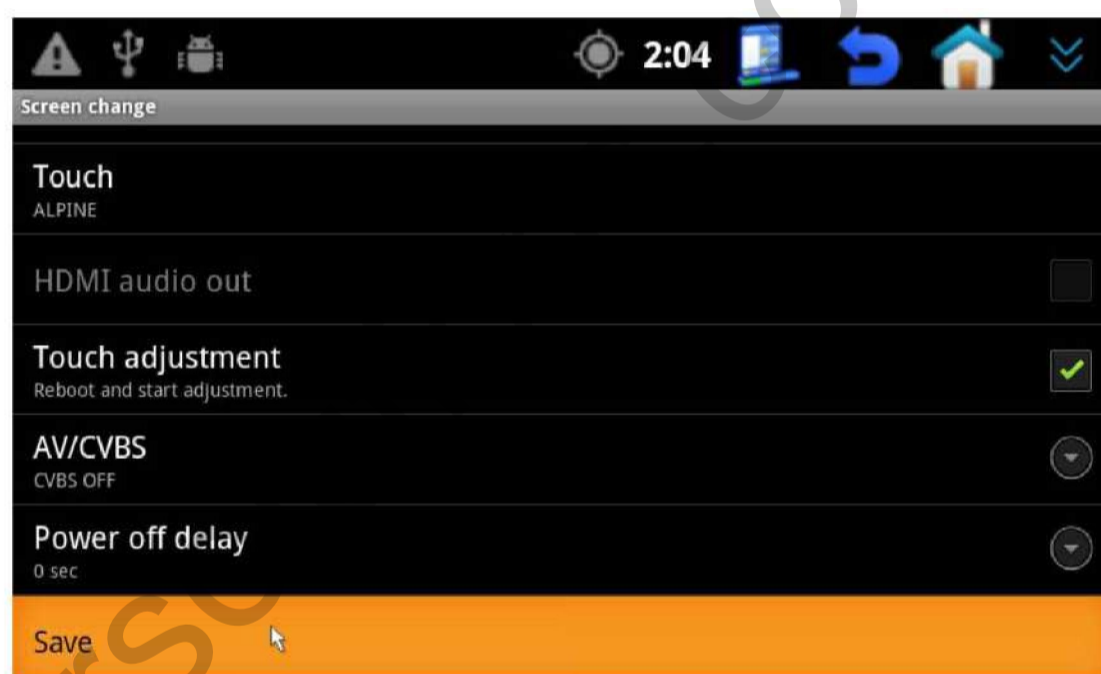 2:04
Screen change
Touch
ALPINE
HDMI audio out
Touch adjustment
Reboot and start adjustment.
AV/CVBS
CVBS OFF
Power off delay
0 sec
Save